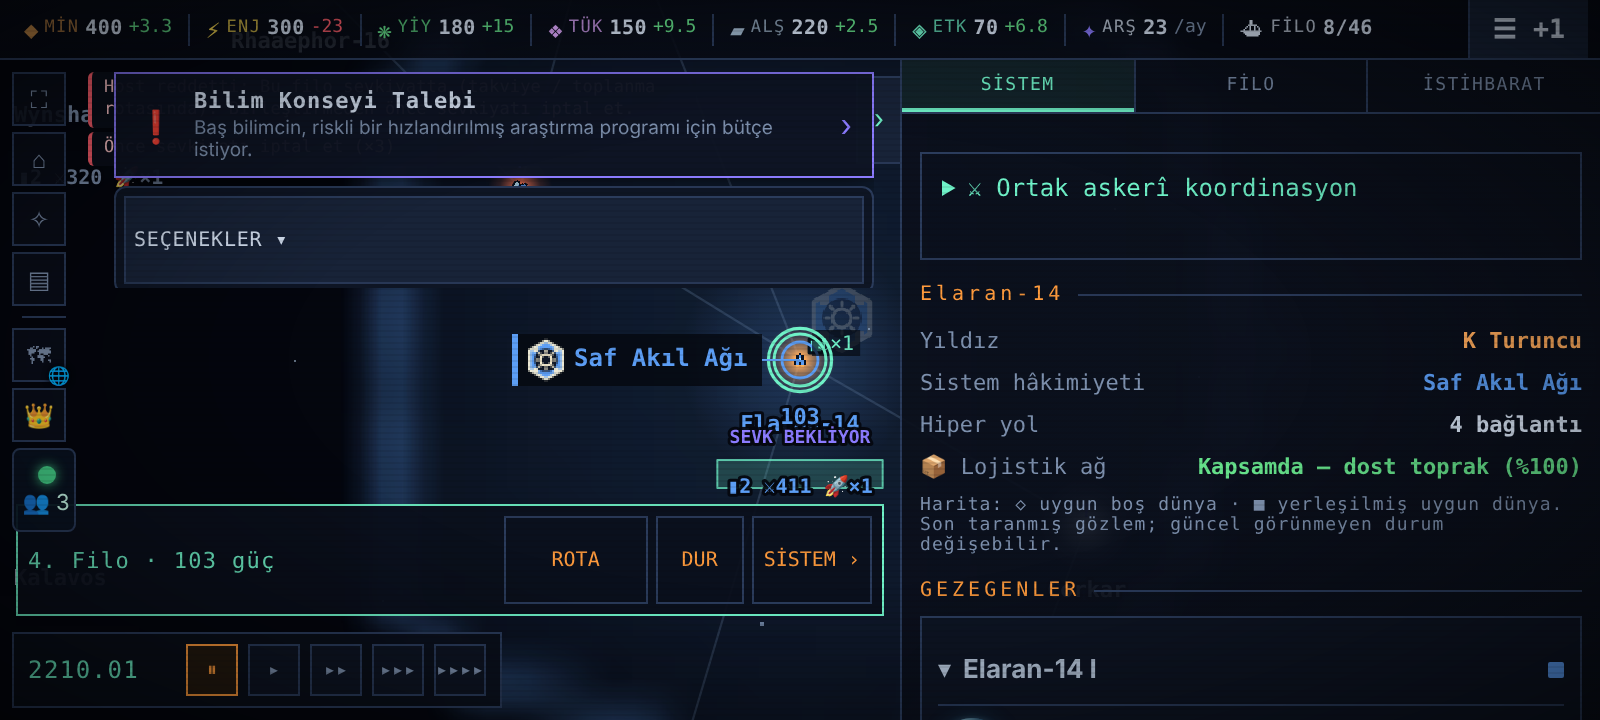 MİN 400 +3.3
ENJ 300 -23
YİY 180 +15
TÜK 150 +9.5
ALŞ 220 +2.5
ETK 70 +6.8
ARŞ 23 /ay
FİLO 8/46
☰ +1
Rhaaephor-16
SİSTEM
FİLO
İSTİHBARAT
Bilim Konseyi Talebi
Baş bilimcin, riskli bir hızlandırılmış araştırma programı için bütçe
istiyor.
320
SEÇENEKLER ▾
Saf Akıl Ağı
×1
103
Elaran-14
SEVK BEKLİYOR
2 ⚔411 🚀×1
👥 3
4. Filo · 103 güç
ROTA
DUR
SİSTEM ›
Kalavos
2210.01
▶ ⚔ Ortak askerî koordinasyon
Elaran-14
Yıldız K Turuncu
Sistem hâkimiyeti Saf Akıl Ağı
Hiper yol 4 bağlantı
📦 Lojistik ağ Kapsamda — dost toprak (%100)
Harita: ◇ uygun boş dünya · ■ yerleşilmiş uygun dünya.
Son taranmış gözlem; güncel görünmeyen durum
değişebilir.
GEZEGENLER
▼ Elaran-14 I